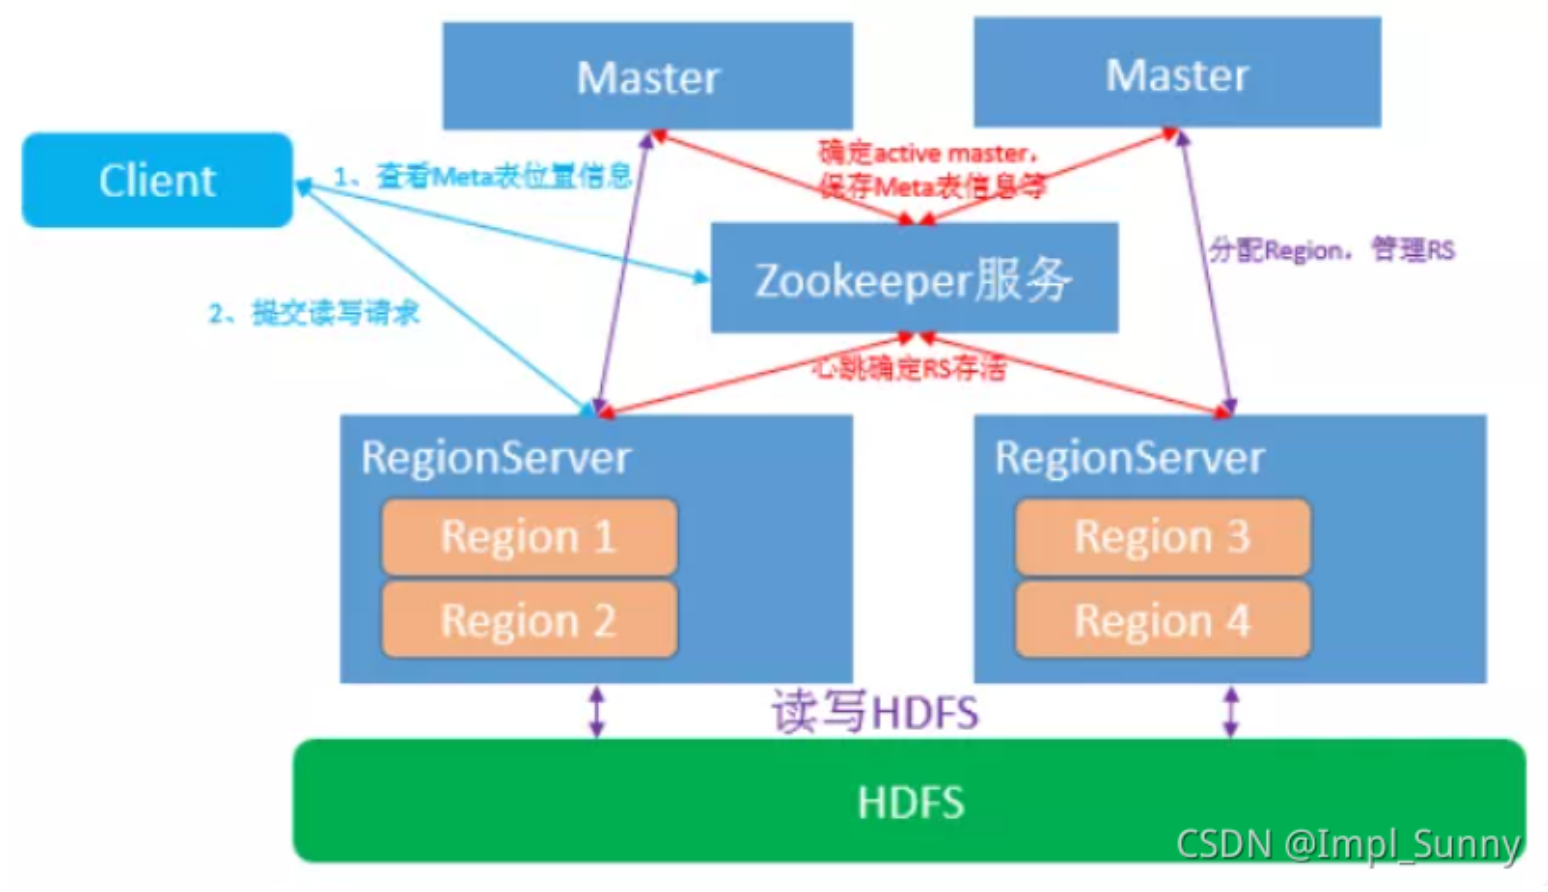 Master
Master
Client
1、查看Meta表位置信息
确定active master，
保存Meta表信息等
Zookeeper服务
分配Region，管理RS
2、提交读写请求
心跳确定RS存活
RegionServer
Region 1
Region 2
RegionServer
Region 3
Region 4
读写HDFS
HDFS
CSDN @Impl_Sunny